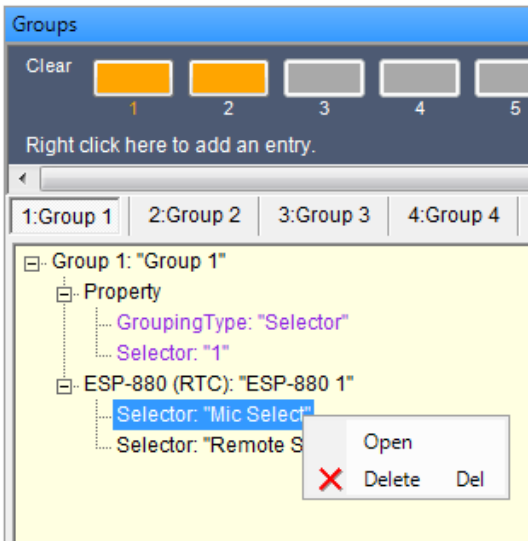 Groups
Clear
1 2 3 4 5
Right click here to add an entry.
1:Group 1 2:Group 2 3:Group 3 4:Group 4
Group 1: "Group 1"
Property
GroupingType: "Selector"
Selector: "1"
ESP-880 (RTC): "ESP-880 1"
Selector: "Mic Select"
Selector: "Remote S
Open
Delete Del